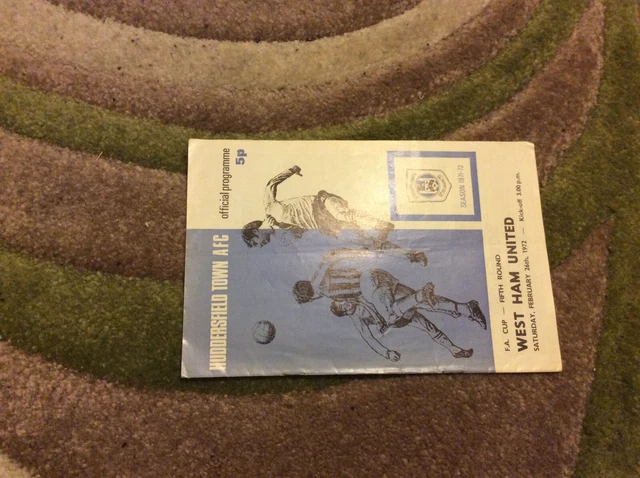 HUDDERSFIELD TOWN AFC
official programme
5p
SEASON 1971-72
F.A. CUP — FIFTH ROUND
WEST HAM UNITED
SATURDAY, FEBRUARY 26th, 1972 — Kick-off 3.00 p.m.